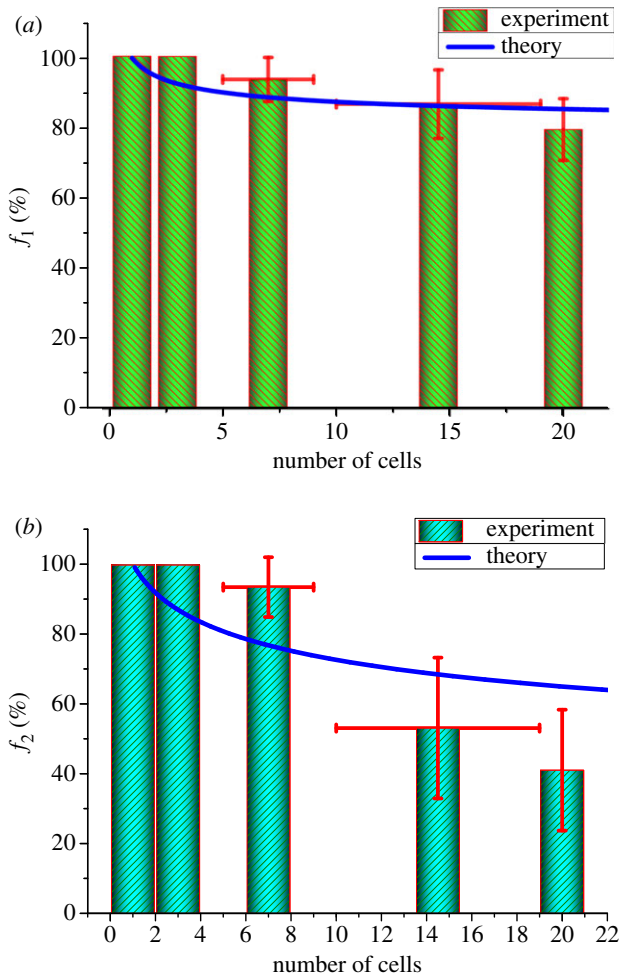 (a)
experiment
theory
100
80
60
40
20
0
f1 (%)
0 5 10 15 20
number of cells
(b)
experiment
theory
100
80
60
40
20
0
f2 (%)
0 2 4 6 8 10 12 14 16 18 20 22
number of cells